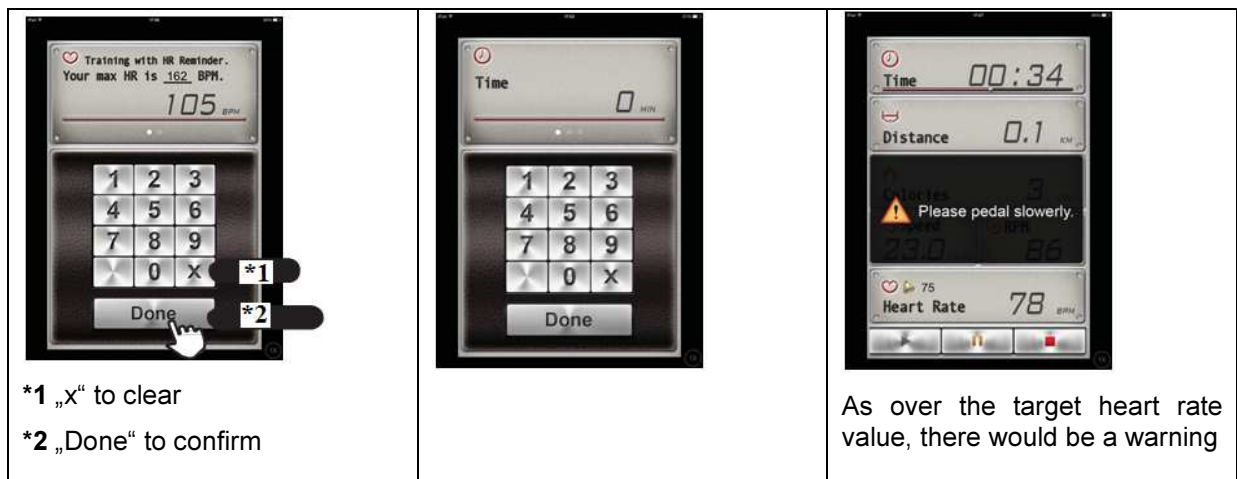 Training with HR Reminder.
Your max HR is 162 BPM.
105 BPM
1 2 3
4 5 6
7 8 9
0 X *1
Done *2
*1 „x“ to clear
*2 „Done“ to confirm
Time
0 MIN
1 2 3
4 5 6
7 8 9
0 X
Done
Time 00:34
Distance 0.1 KM
Calories 3
Please pedal slowerly.
Speed RPM
23.0 86
75
Heart Rate 78 BPM
As over the target heart rate
value, there would be a warning